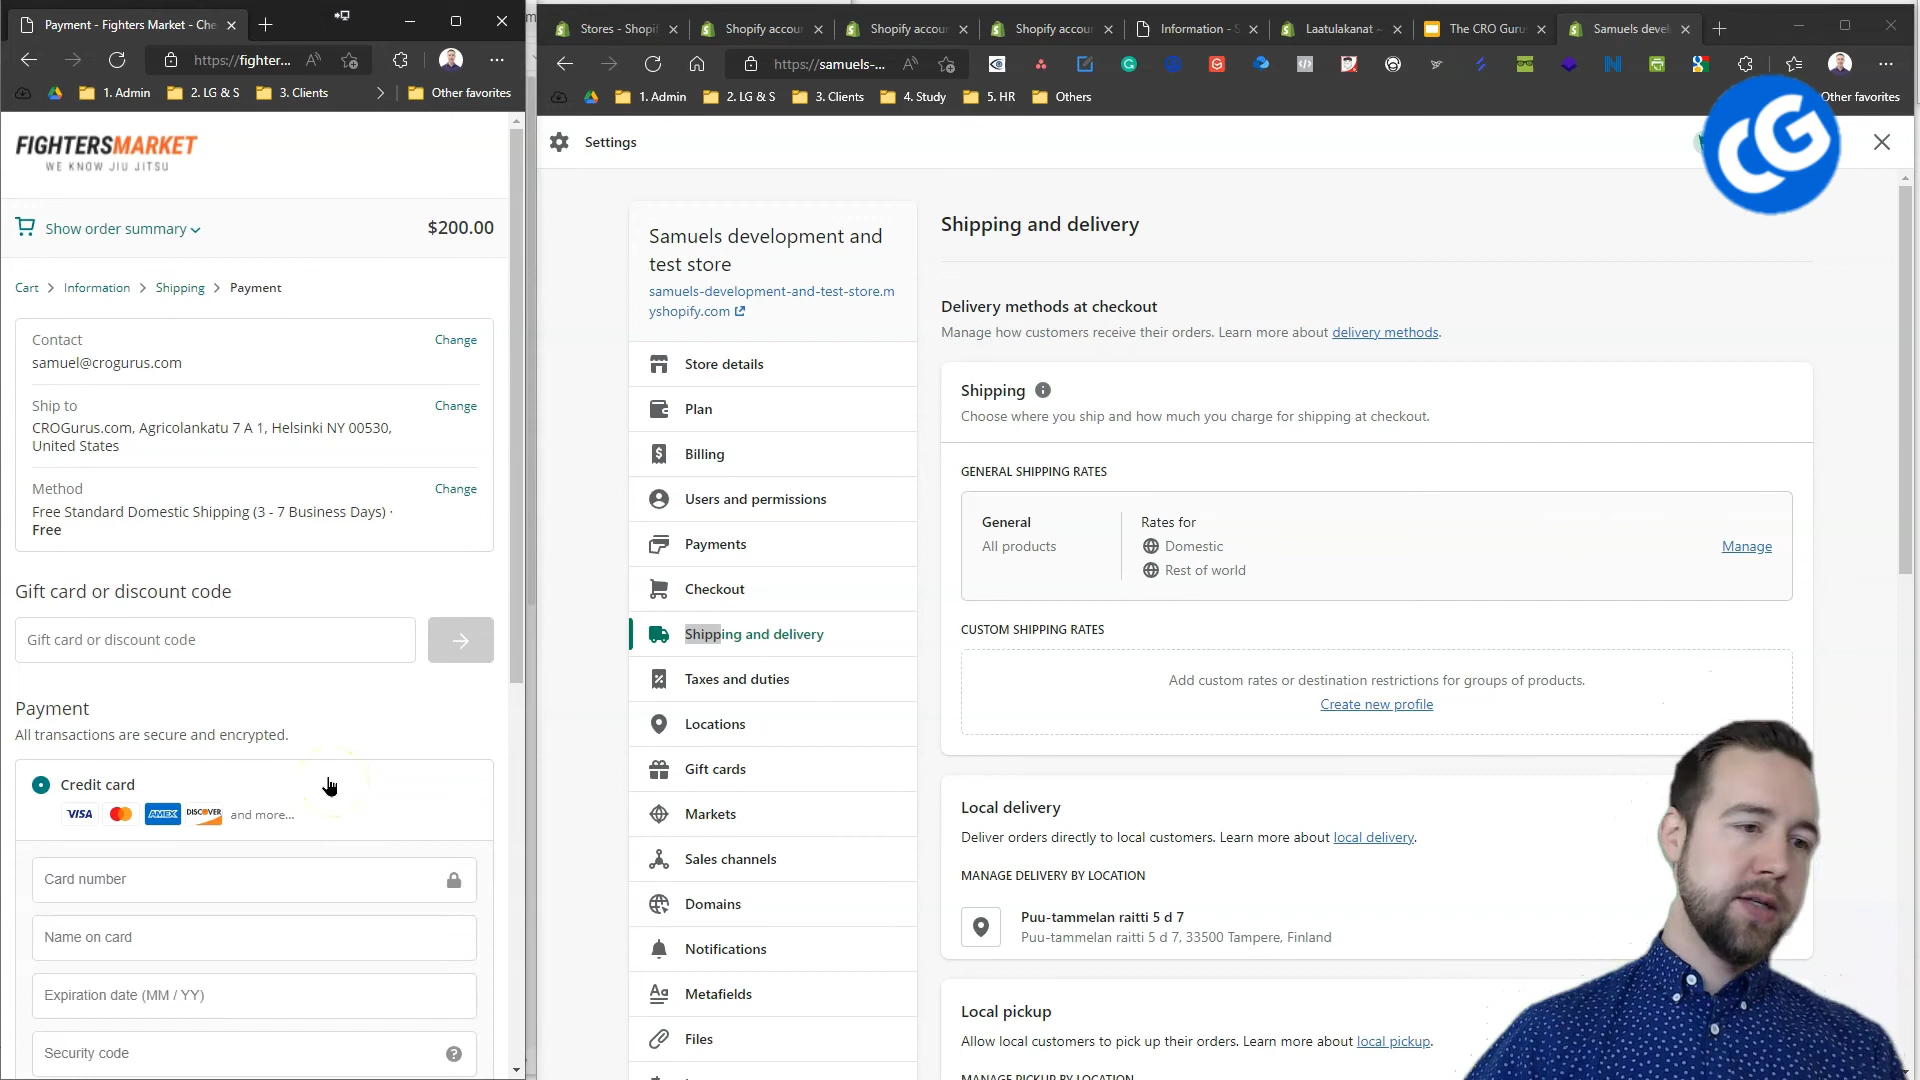 Payment - Fighters Market - Che
https://fighter...
1. Admin
2. LG & S
3. Clients
Other favorites
FIGHTERSMARKET
WE KNOW JIU JITSU
Show order summary
$200.00
Cart > Information > Shipping > Payment
Contact
Change
samuel@crogurus.com
Ship to
Change
CROGurus.com, Agricolankatu 7 A 1, Helsinki NY 00530,
United States
Method
Change
Free Standard Domestic Shipping (3 - 7 Business Days) ·
Free
Gift card or discount code
Gift card or discount code
Payment
All transactions are secure and encrypted.
Credit card
VISA
AMEX
DISCOVER
and more...
Card number
Name on card
Expiration date (MM / YY)
Security code
Stores - Shopif
Shopify accour
Shopify accour
Shopify accour
Information - S
Laatulakanat ~
The CRO Guru
Samuels devel
https://samuels-...
1. Admin
2. LG & S
3. Clients
4. Study
5. HR
Others
Other favorites
CG
Settings
Samuels development and
test store
samuels-development-and-test-store.m
yshopify.com
Store details
Plan
Billing
Users and permissions
Payments
Checkout
Shipping and delivery
Taxes and duties
Locations
Gift cards
Markets
Sales channels
Domains
Notifications
Metafields
Files
Shipping and delivery
Delivery methods at checkout
Manage how customers receive their orders. Learn more about delivery methods.
Shipping
Choose where you ship and how much you charge for shipping at checkout.
GENERAL SHIPPING RATES
General
All products
Rates for
Domestic
Rest of world
Manage
CUSTOM SHIPPING RATES
Add custom rates or destination restrictions for groups of products.
Create new profile
Local delivery
Deliver orders directly to local customers. Learn more about local delivery.
MANAGE DELIVERY BY LOCATION
Puu-tammelan raitti 5 d 7
Puu-tammelan raitti 5 d 7, 33500 Tampere, Finland
Local pickup
Allow local customers to pick up their orders. Learn more about local pickup.
MANAGE PICKUP BY LOCATION